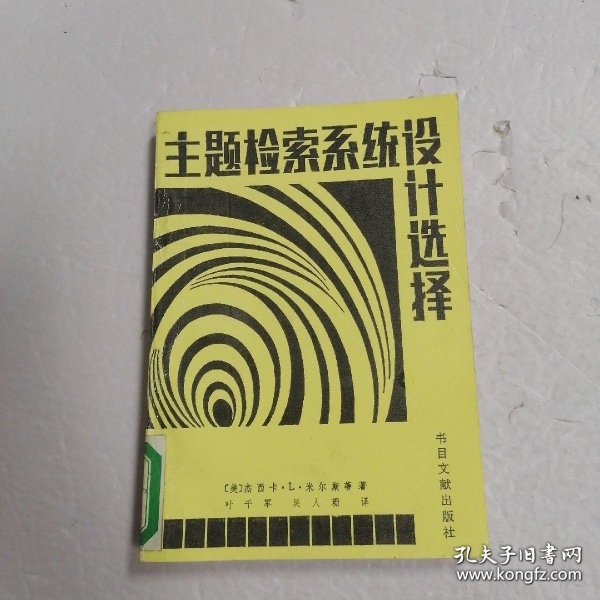 主题检索系统设计选择
〔美〕杰西卡·L·米尔斯蒂著
叶千军 吴人珊 译
书目文献出版社
孔夫子旧书网
www.kongfz.com